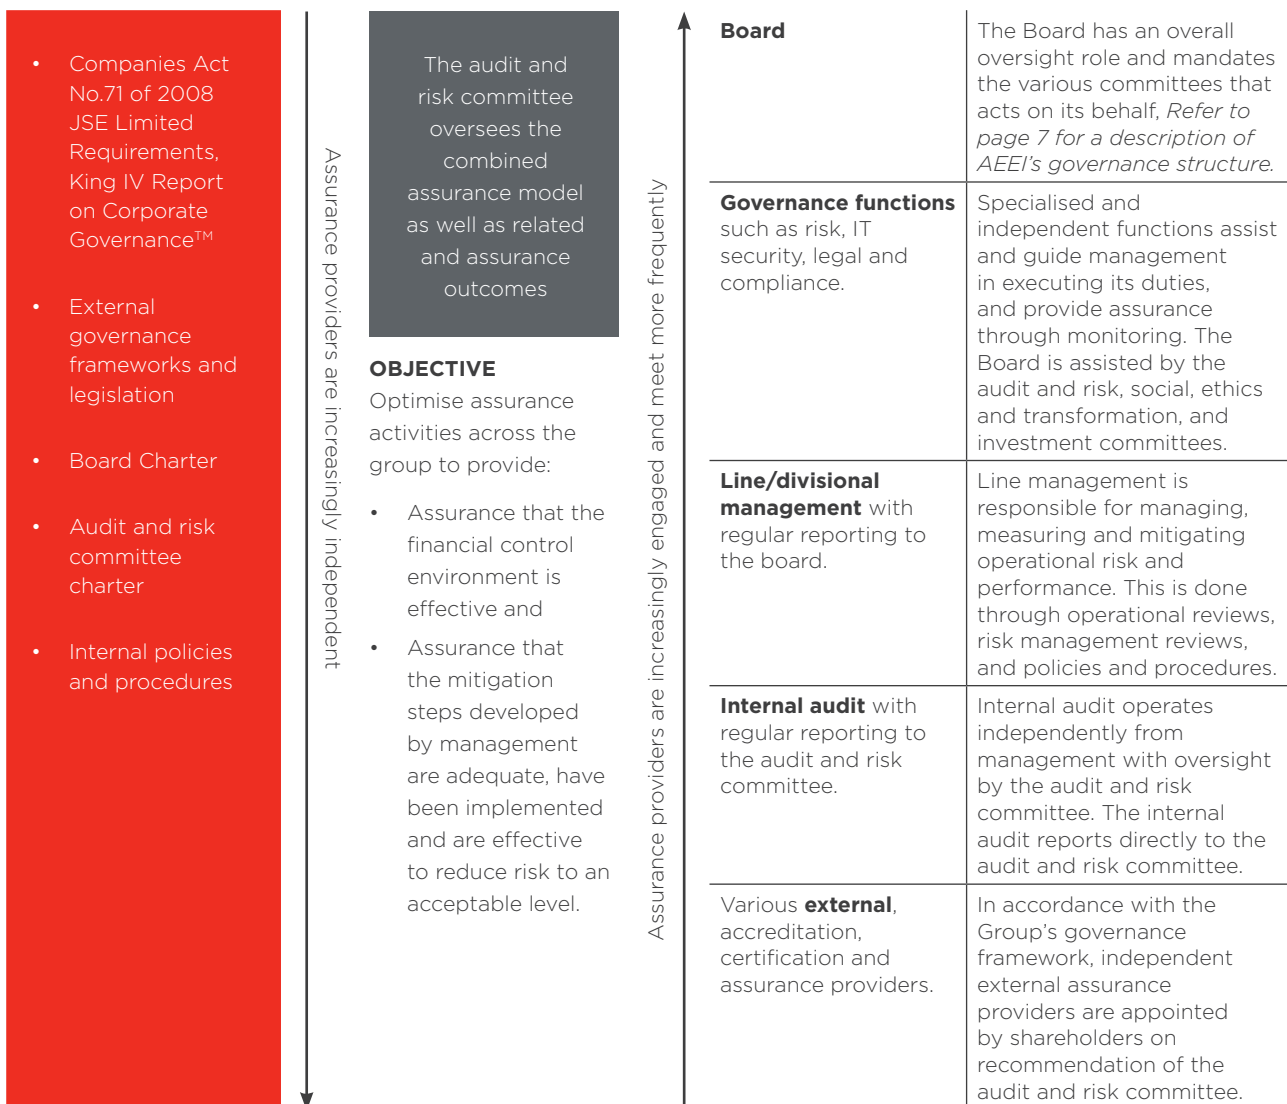 • Companies Act
No.71 of 2008
JSE Limited
Requirements,
King IV Report
on Corporate
Governance™
• External
governance
frameworks and
legislation
• Board Charter
• Audit and risk
committee
charter
• Internal policies
and procedures
Assurance providers are increasingly independent
The audit and
risk committee
oversees the
combined
assurance model
as well as related
and assurance
outcomes
OBJECTIVE
Optimise assurance
activities across the
group to provide:
• Assurance that the
financial control
environment is
effective and
• Assurance that
the mitigation
steps developed
by management
are adequate, have
been implemented
and are effective
to reduce risk to an
acceptable level.
Assurance providers are increasingly engaged and meet more frequently
Board
The Board has an overall
oversight role and mandates
the various committees that
acts on its behalf, Refer to
page 7 for a description of
AEEI's governance structure.
Governance functions
such as risk, IT
security, legal and
compliance.
Specialised and
independent functions assist
and guide management
in executing its duties,
and provide assurance
through monitoring. The
Board is assisted by the
audit and risk, social, ethics
and transformation, and
investment committees.
Line/divisional
management with
regular reporting to
the board.
Line management is
responsible for managing,
measuring and mitigating
operational risk and
performance. This is done
through operational reviews,
risk management reviews,
and policies and procedures.
Internal audit with
regular reporting to
the audit and risk
committee.
Internal audit operates
independently from
management with oversight
by the audit and risk
committee. The internal
audit reports directly to the
audit and risk committee.
Various external,
accreditation,
certification and
assurance providers.
In accordance with the
Group's governance
framework, independent
external assurance
providers are appointed
by shareholders on
recommendation of the
audit and risk committee.